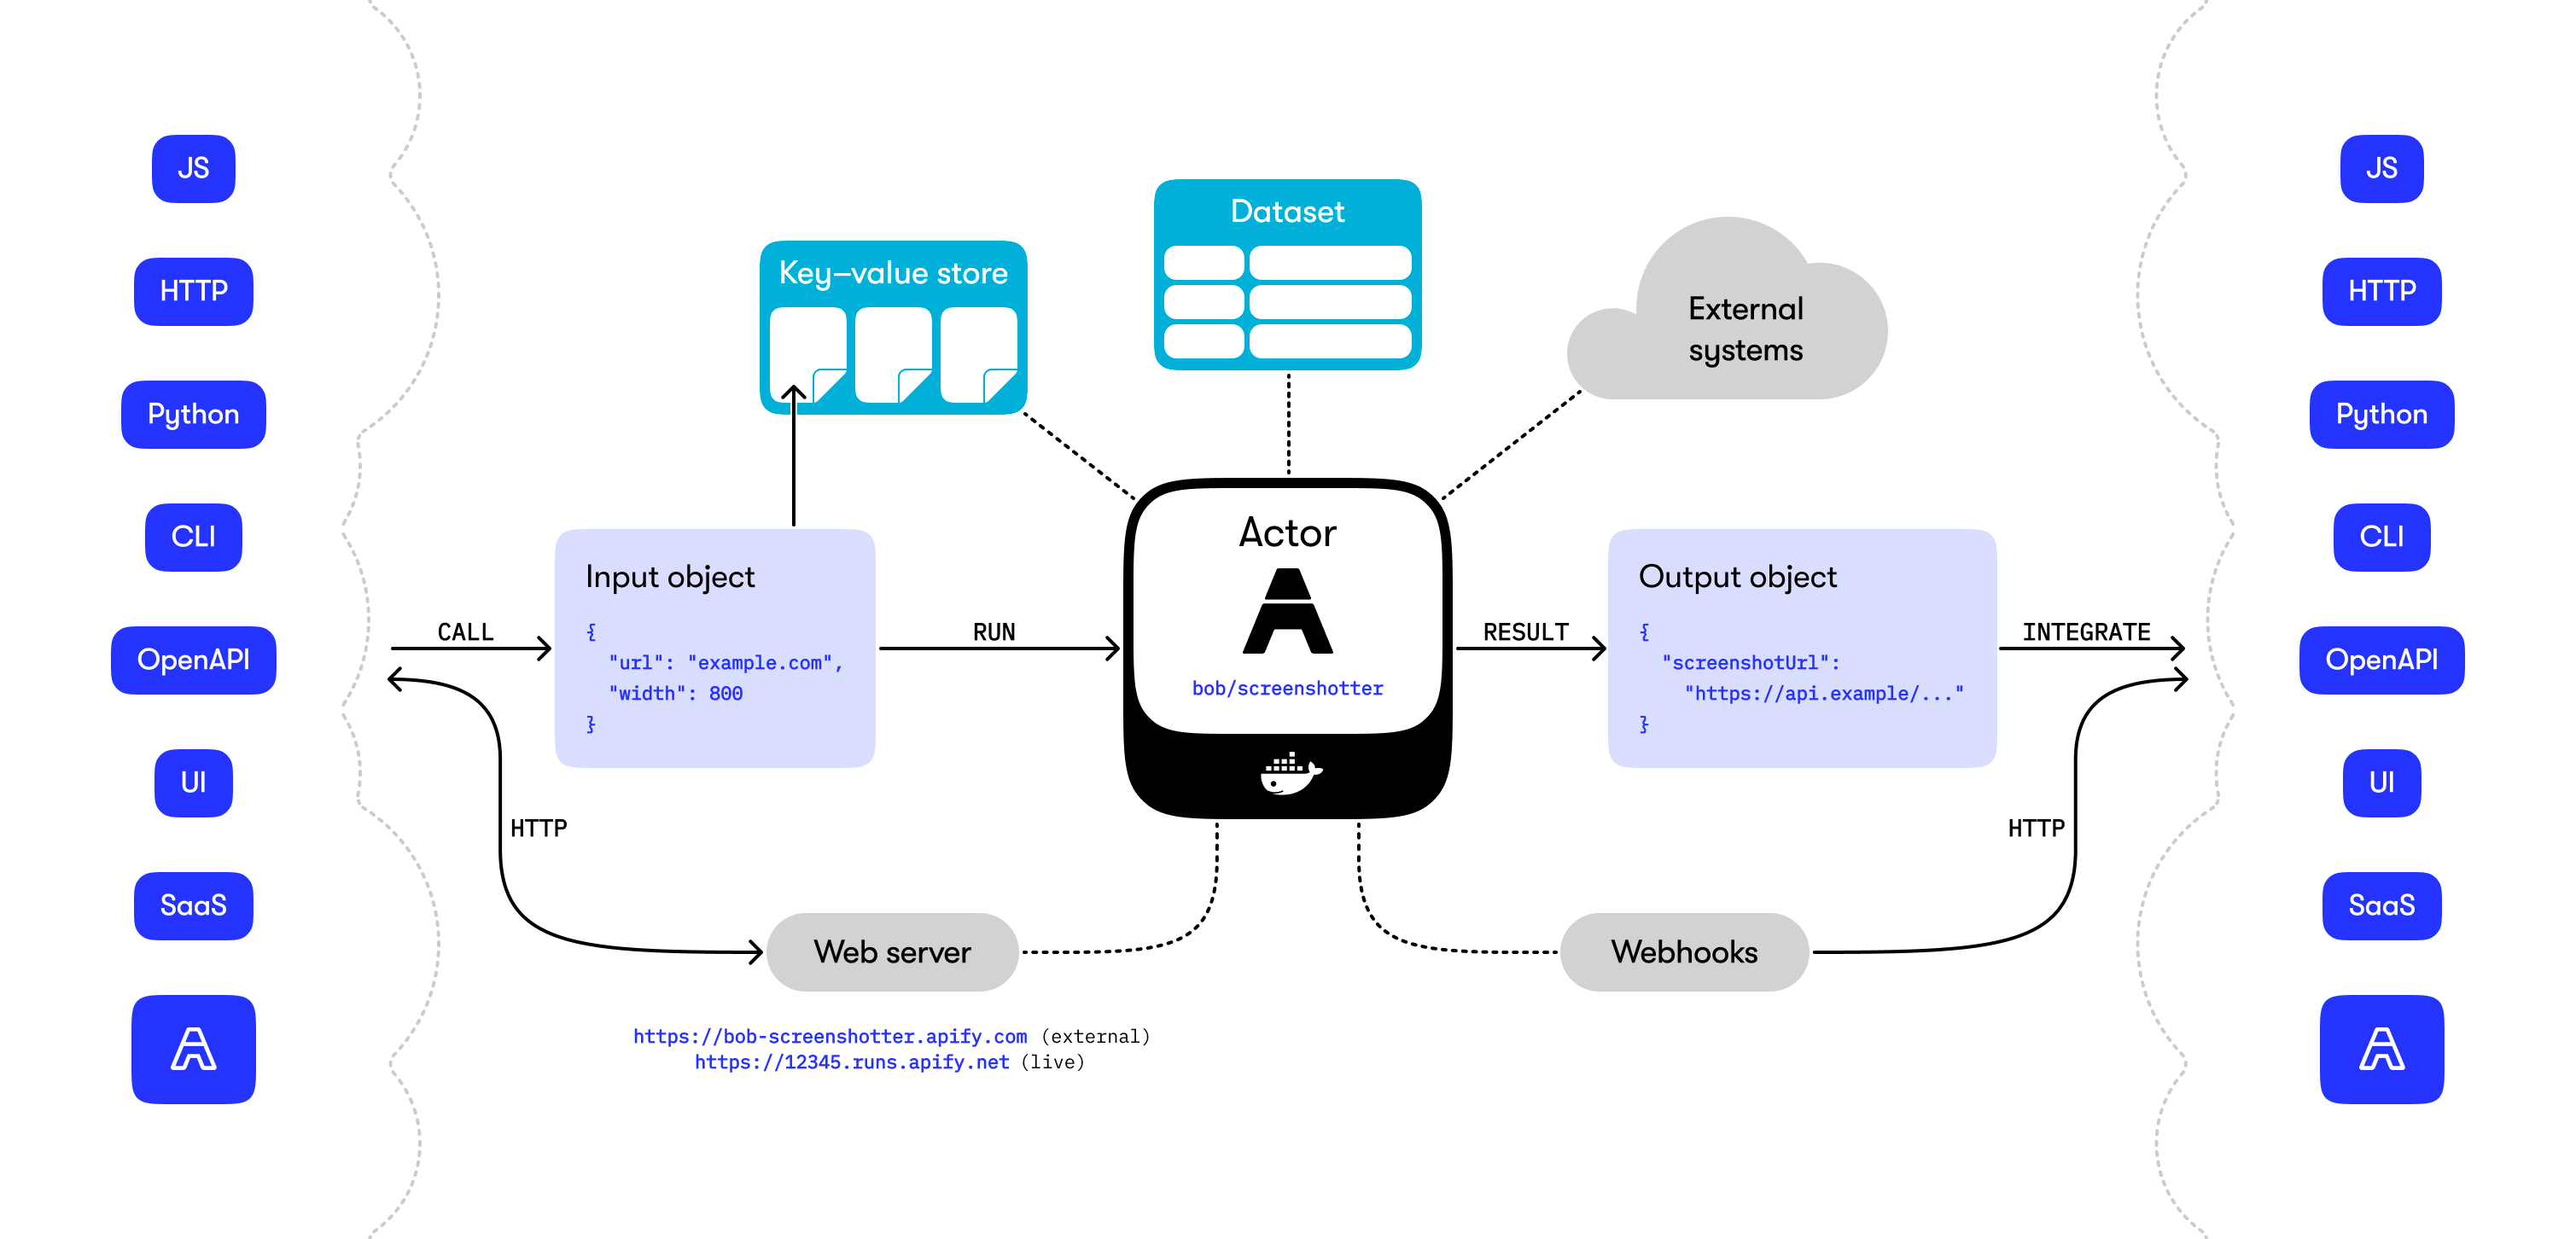 JS
HTTP
Python
CLI
OpenAPI
UI
SaaS
Key–value store
Dataset
External
systems
CALL
Input object
{
"url": "example.com",
"width": 800
}
RUN
Actor
bob/screenshotter
RESULT
Output object
{
"screenshotUrl":
"https://api.example/..."
}
INTEGRATE
HTTP
HTTP
Web server
Webhooks
https://bob-screenshotter.apify.com (external)
https://12345.runs.apify.net (live)
JS
HTTP
Python
CLI
OpenAPI
UI
SaaS